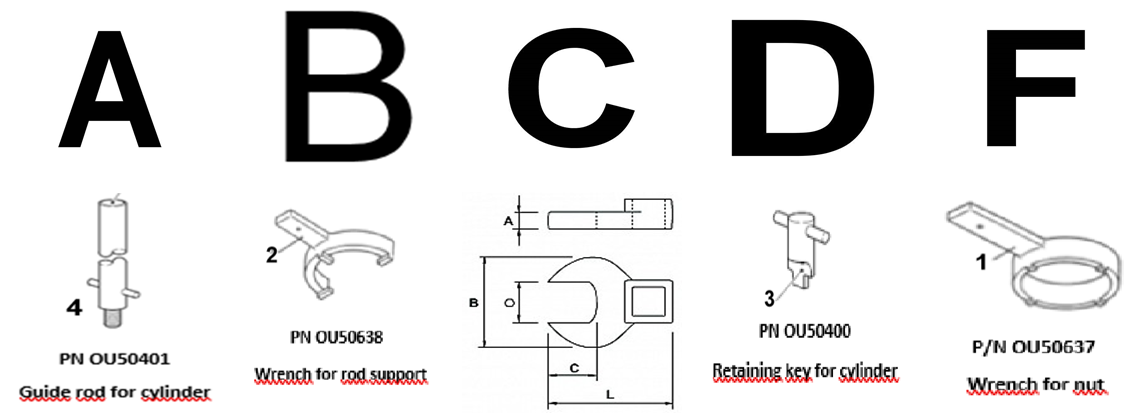 A B C D F
4
PN OU50401
Guide rod for cylinder
2
PN OU50638
Wrench for rod support
A
B
O
C
L
3
PN OU50400
Retaining key for cylinder
1
P/N OU50637
Wrench for nut